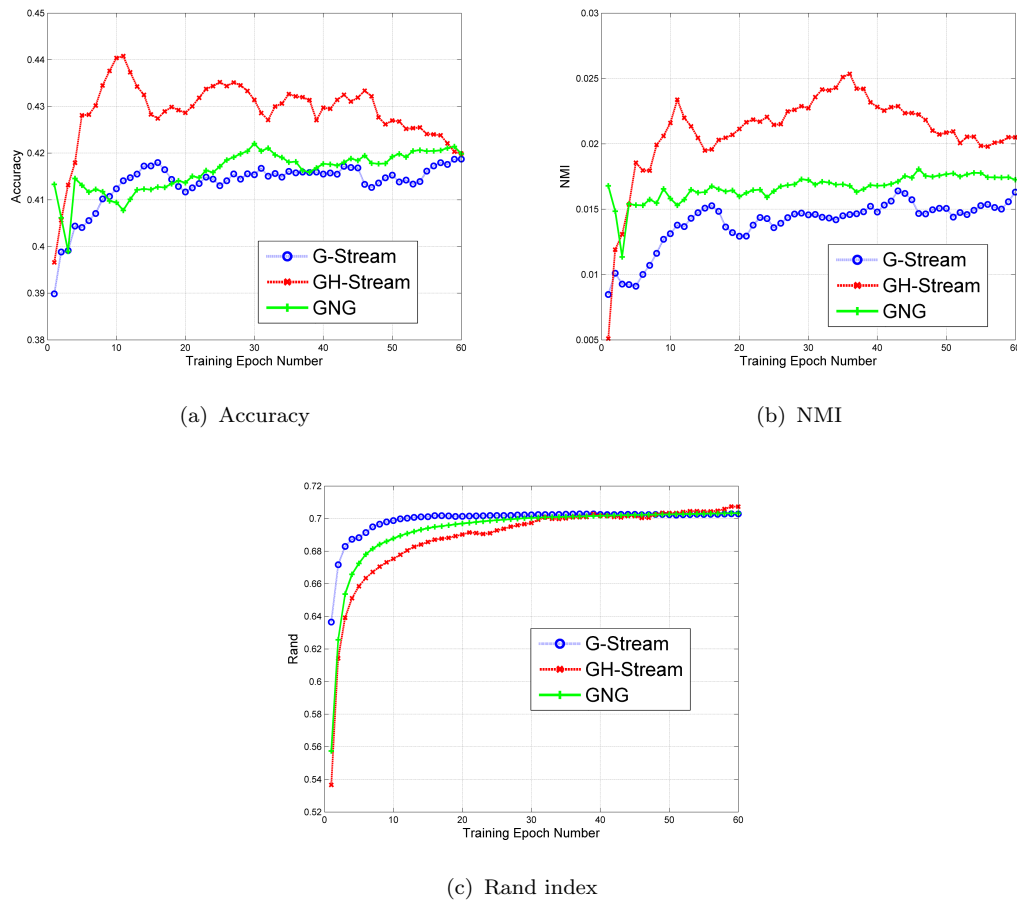 Accuracy
0.45
0.44
0.43
0.42
0.41
0.4
0.39
0.38
0 10 20 30 40 50 60
Training Epoch Number
G-Stream
GH-Stream
GNG
(a) Accuracy
NMI
0.03
0.025
0.02
0.015
0.01
0.005
0 10 20 30 40 50 60
Training Epoch Number
G-Stream
GH-Stream
GNG
(b) NMI
Rand
0.72
0.7
0.68
0.66
0.64
0.62
0.6
0.58
0.56
0.54
0.52
0 10 20 30 40 50 60
Training Epoch Number
G-Stream
GH-Stream
GNG
(c) Rand index